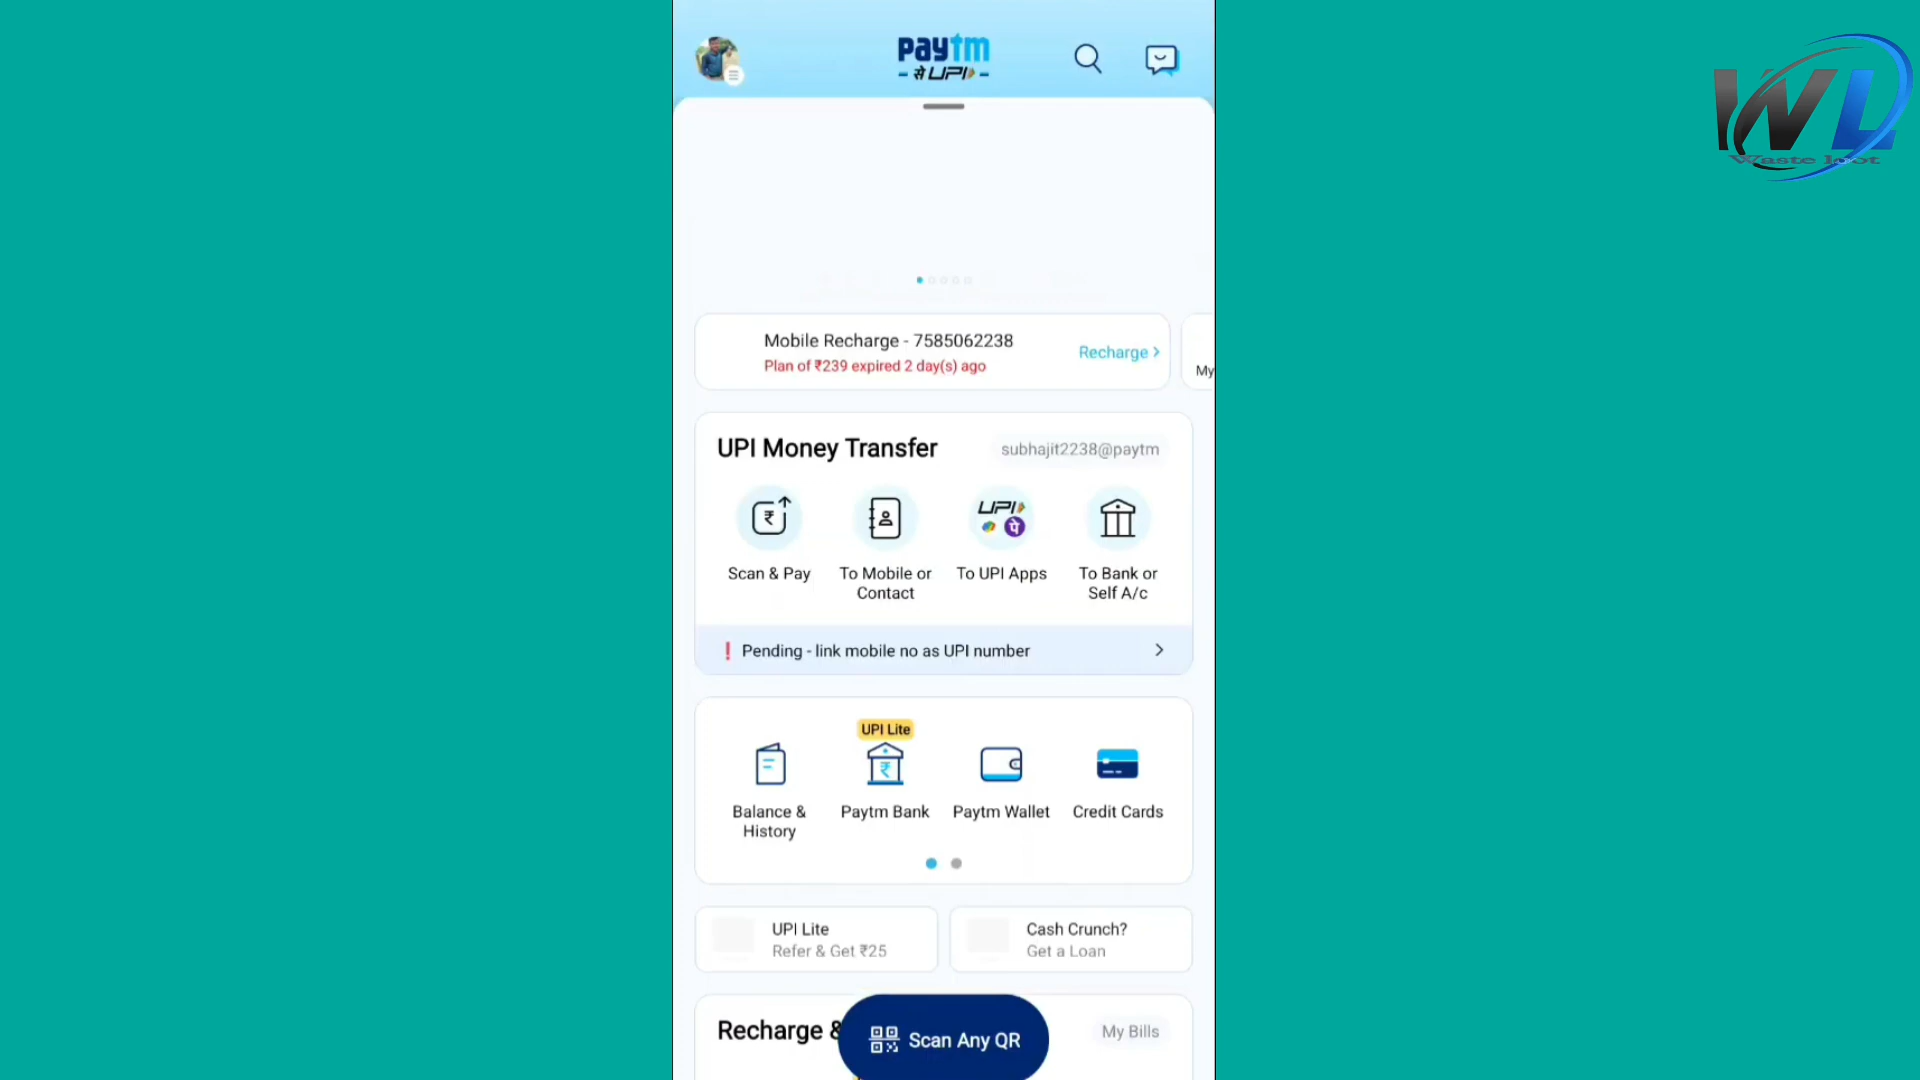 paytm
से UPI
WL
Waste loot
Mobile Recharge - 7585062238
Plan of ₹239 expired 2 day(s) ago
Recharge >
My
UPI Money Transfer
subhajit2238@paytm
UPI
₹
पे
Scan & Pay
To Mobile or
Contact
To UPI Apps
To Bank or
Self A/c
❗ Pending - link mobile no as UPI number
UPI Lite
₹
Balance &
History
Paytm Bank
Paytm Wallet
Credit Cards
UPI Lite
Refer & Get ₹25
Cash Crunch?
Get a Loan
Recharge &
Scan Any QR
My Bills